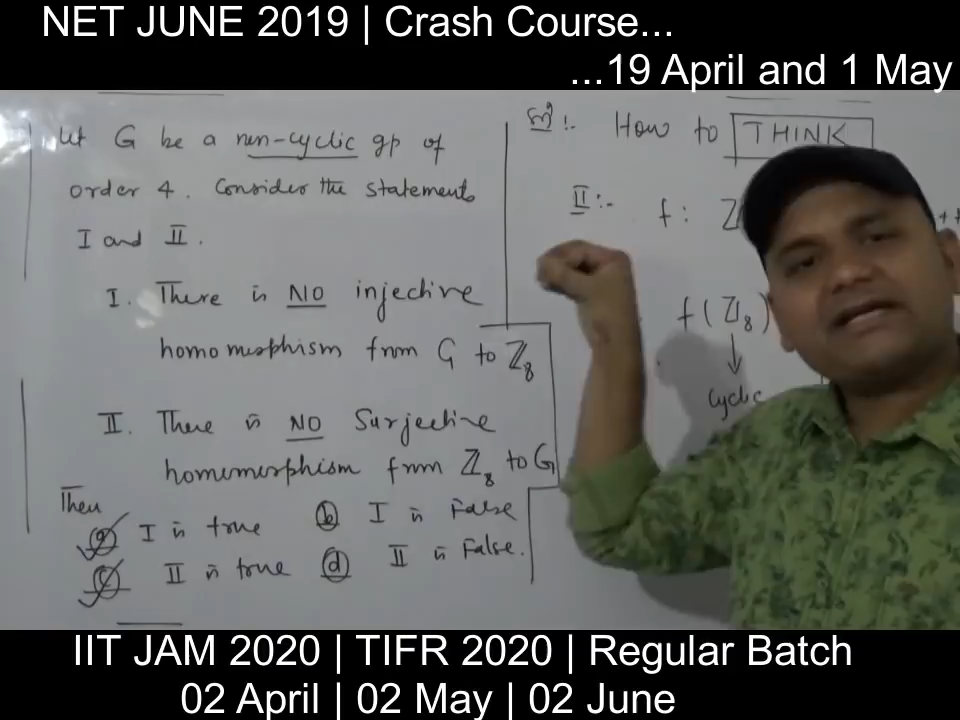 NET JUNE 2019 | Crash Course...
...19 April and 1 May
Let G be a non-cyclic gp of
order 4. Consider the statements
I and II.
I. There is NO injective
homomorphism from G to ℤ₈
II. There is NO Surjective
homomorphism from ℤ₈ to G
Then
(a) I is true (b) I is False
(c) II is true (d) II is False.
How to THINK
II:- f: ℤ
f(ℤ₈)
↓
cyclic
IIT JAM 2020 | TIFR 2020 | Regular Batch
02 April | 02 May | 02 June